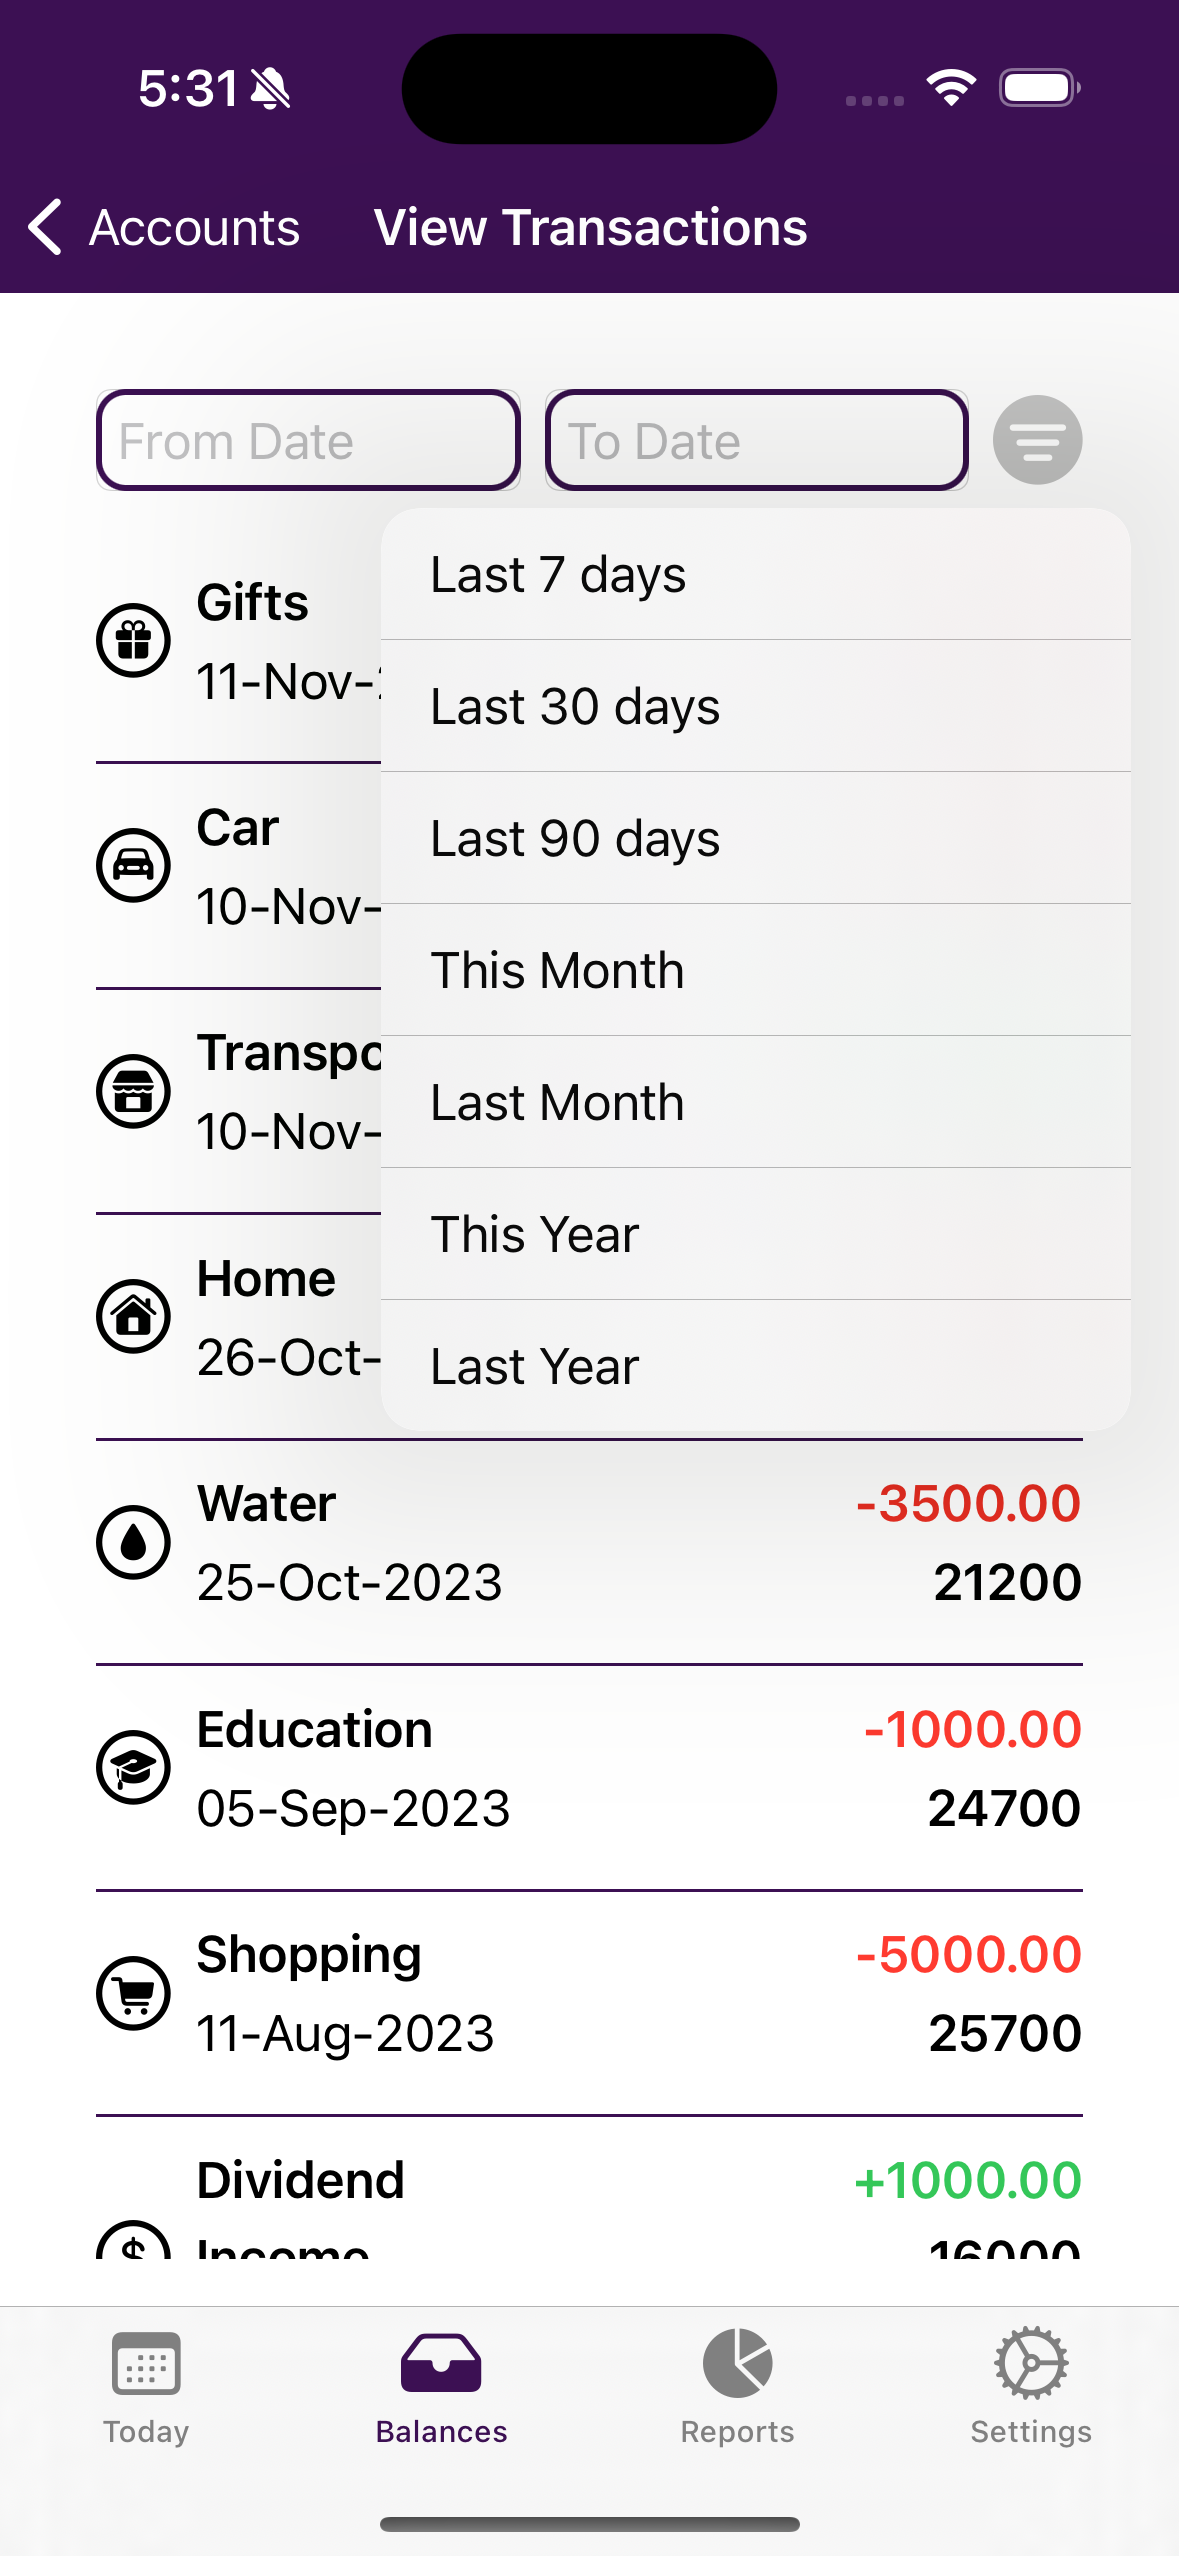 5:31
Accounts
View Transactions
From Date
To Date
Last 7 days
Last 30 days
Last 90 days
This Month
Last Month
This Year
Last Year
Gifts
11-Nov-
Car
10-Nov-
Transpo
10-Nov-
Home
26-Oct-
Water
-3500.00
25-Oct-2023
21200
Education
-1000.00
05-Sep-2023
24700
Shopping
-5000.00
11-Aug-2023
25700
Dividend
+1000.00
Income
16000
Today
Balances
Reports
Settings